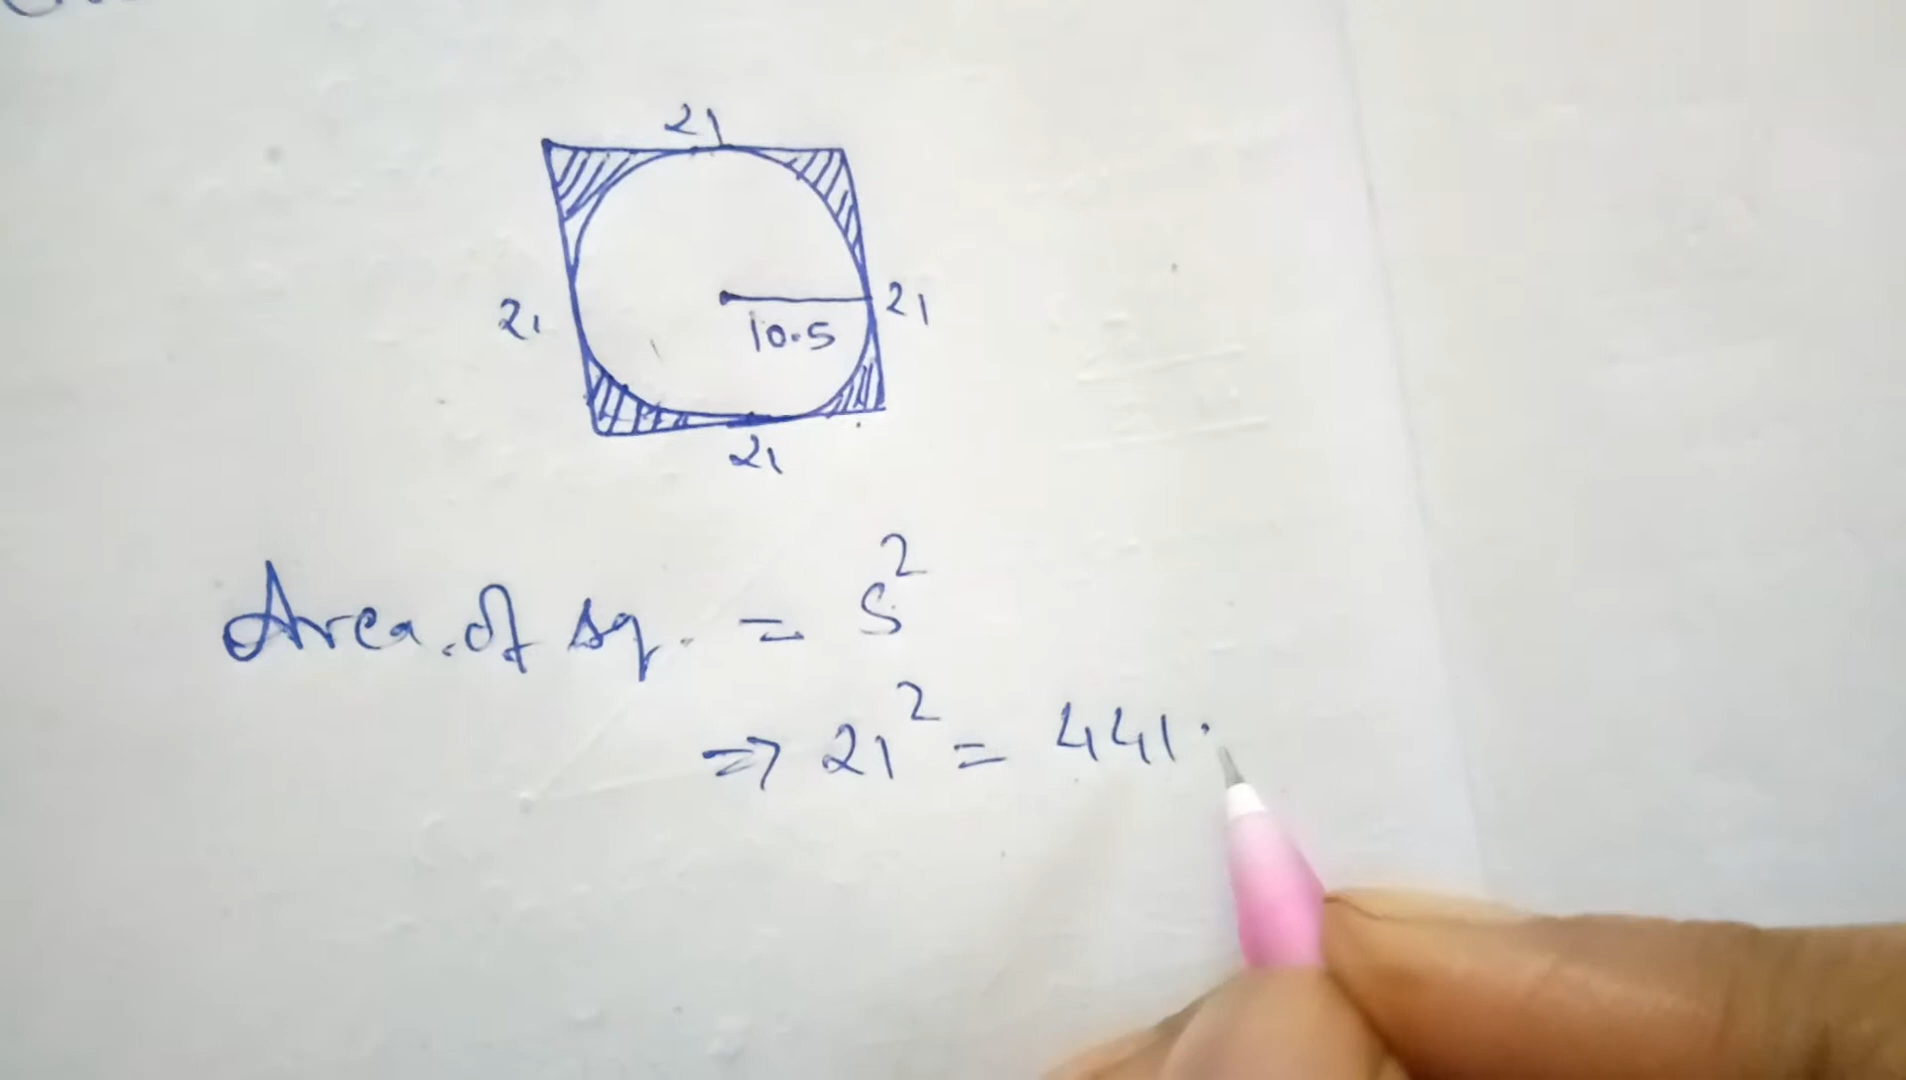 21
21
21
10.5
21
Area of sq. = S²
⇒ 21² = 441